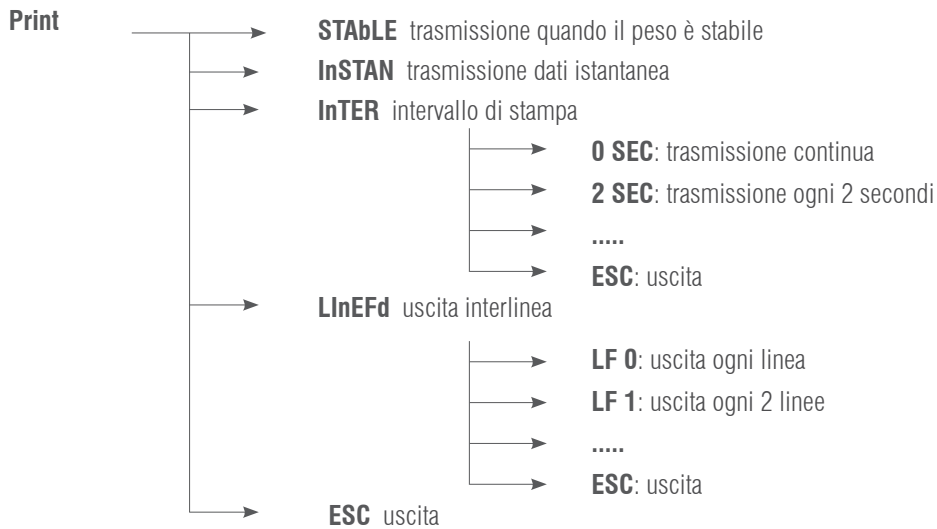 Print
STAbLE trasmissione quando il peso è stabile
InSTAN trasmissione dati istantanea
InTER intervallo di stampa
0 SEC: trasmissione continua
2 SEC: trasmissione ogni 2 secondi
.....
ESC: uscita
LInEFd uscita interlinea
LF 0: uscita ogni linea
LF 1: uscita ogni 2 linee
.....
ESC: uscita
ESC uscita